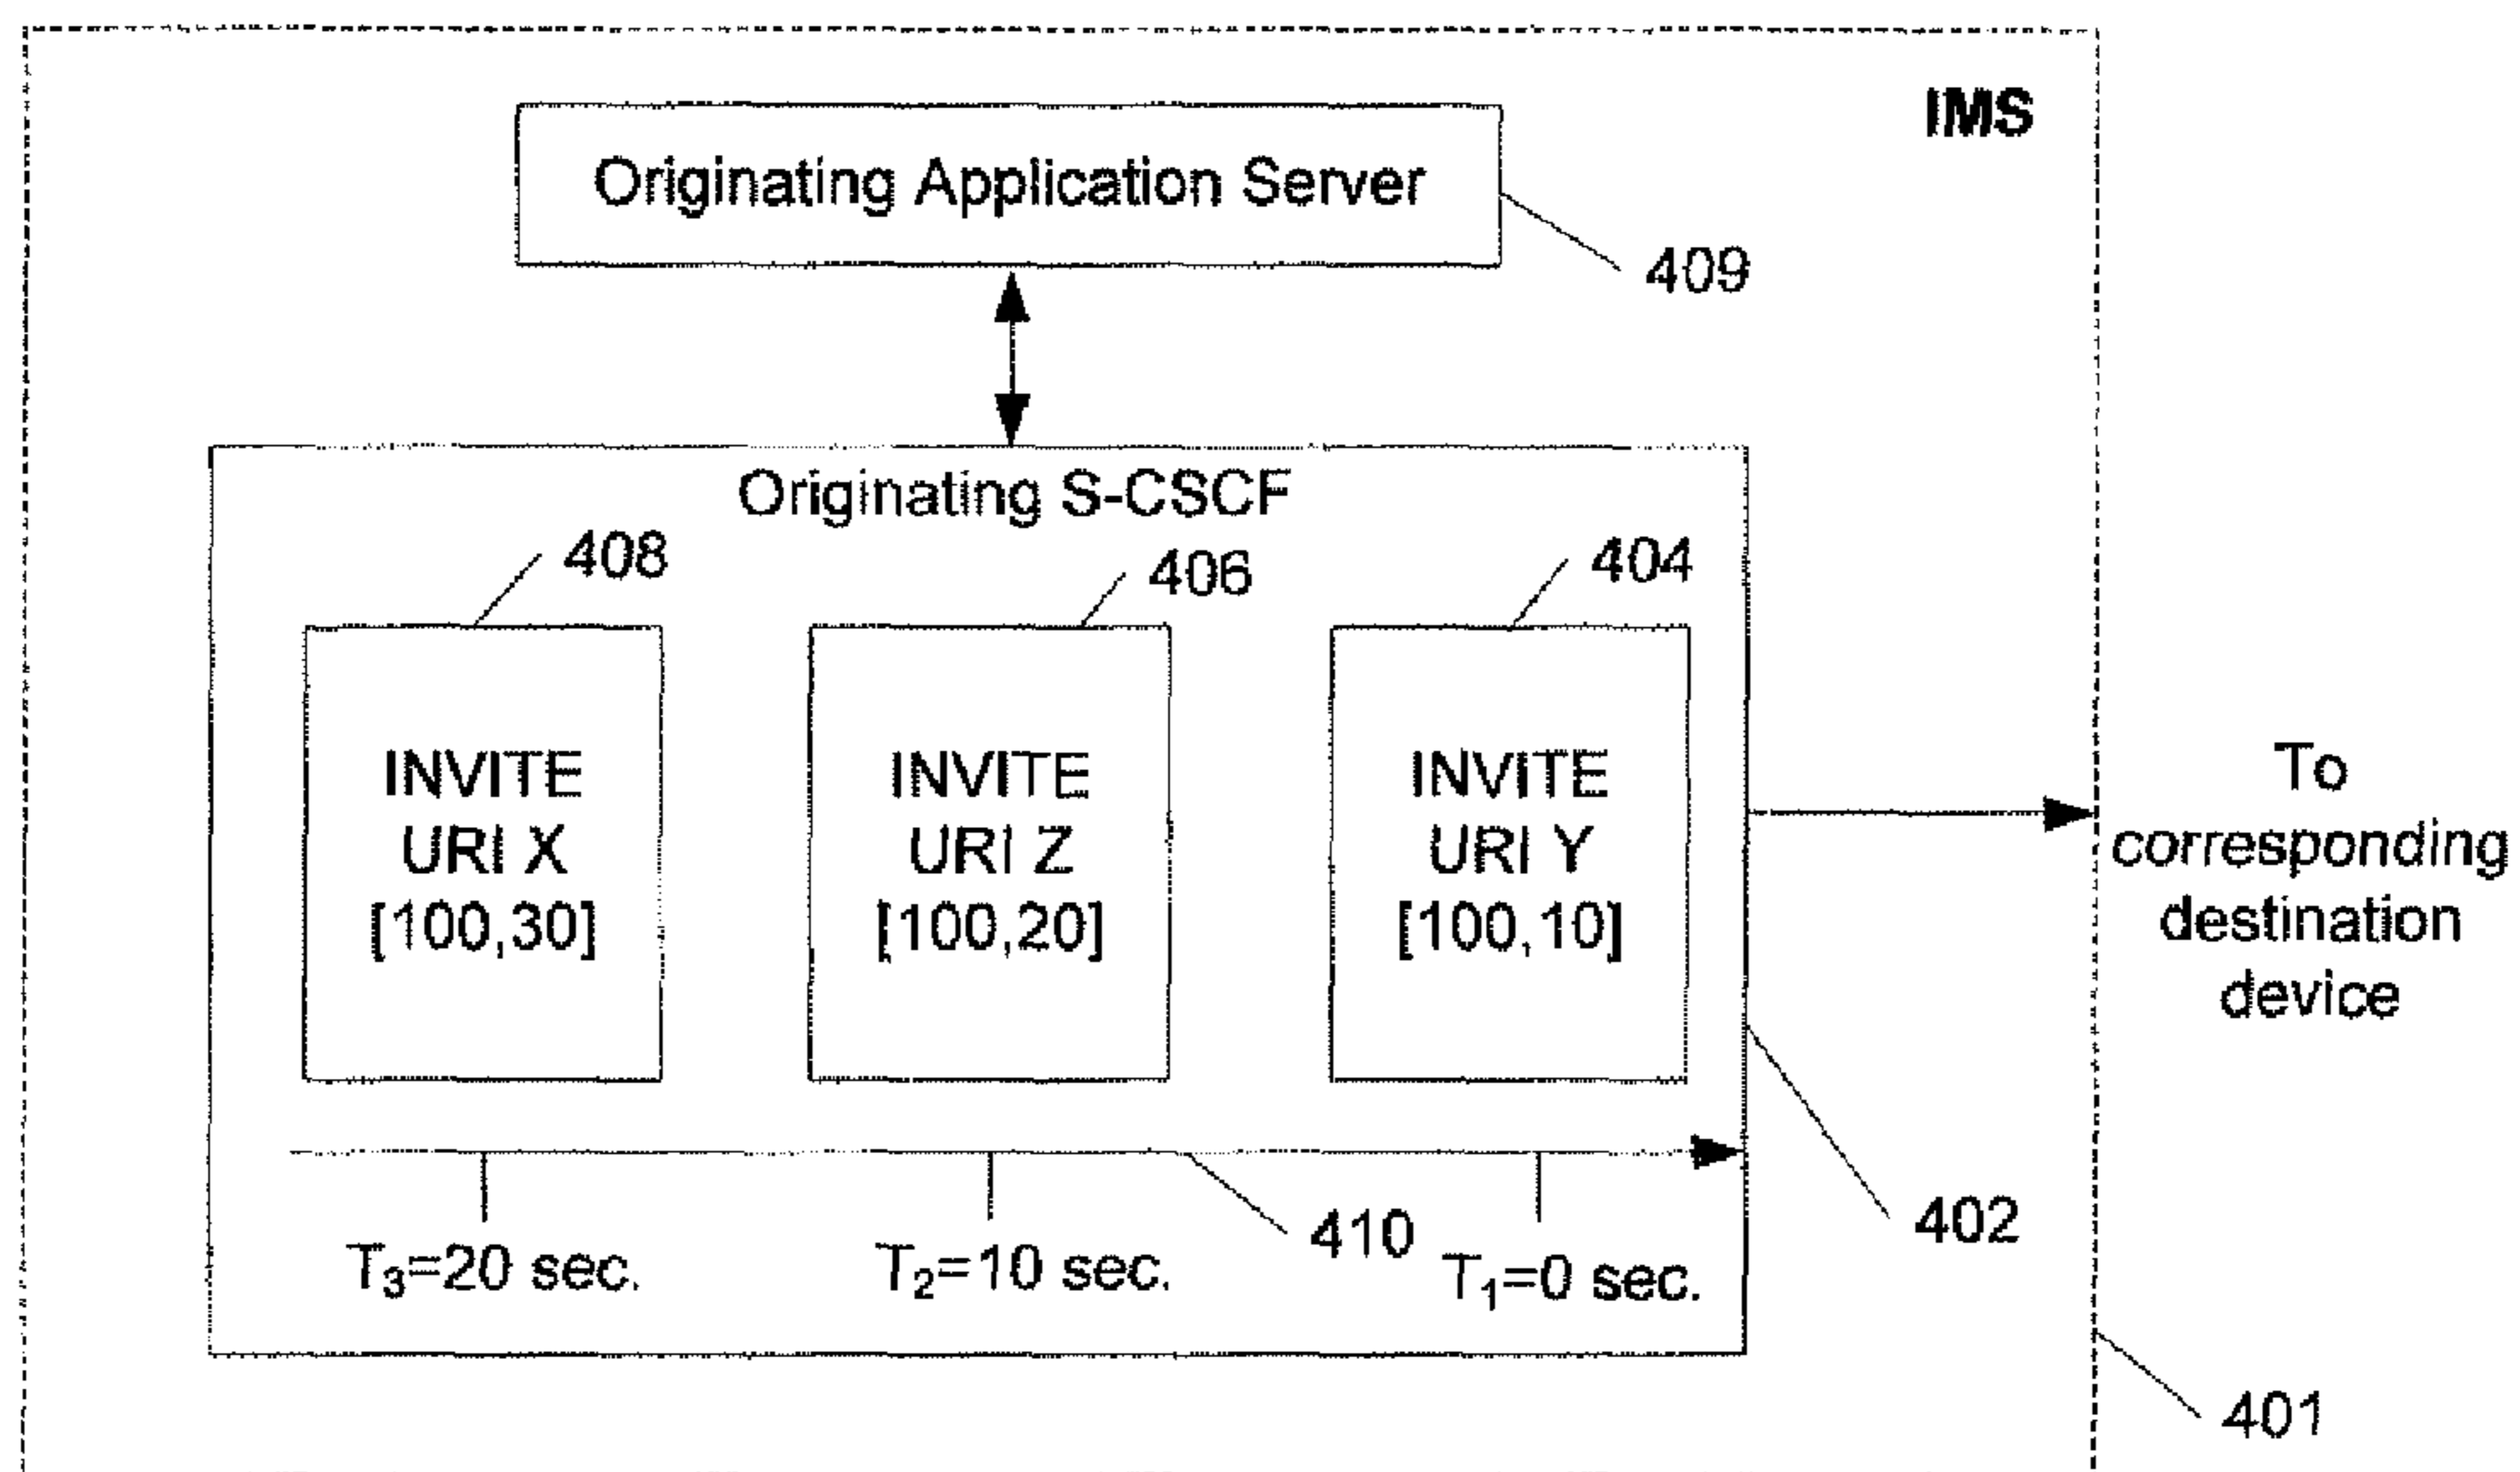 IMS
Originating Application Server
409
Originating S-CSCF
408
406
404
INVITE
URI X
[100,30]
INVITE
URI Z
[100,20]
INVITE
URI Y
[100,10]
To
corresponding
destination
device
410
402
T3=20 sec.
T2=10 sec.
T1=0 sec.
401